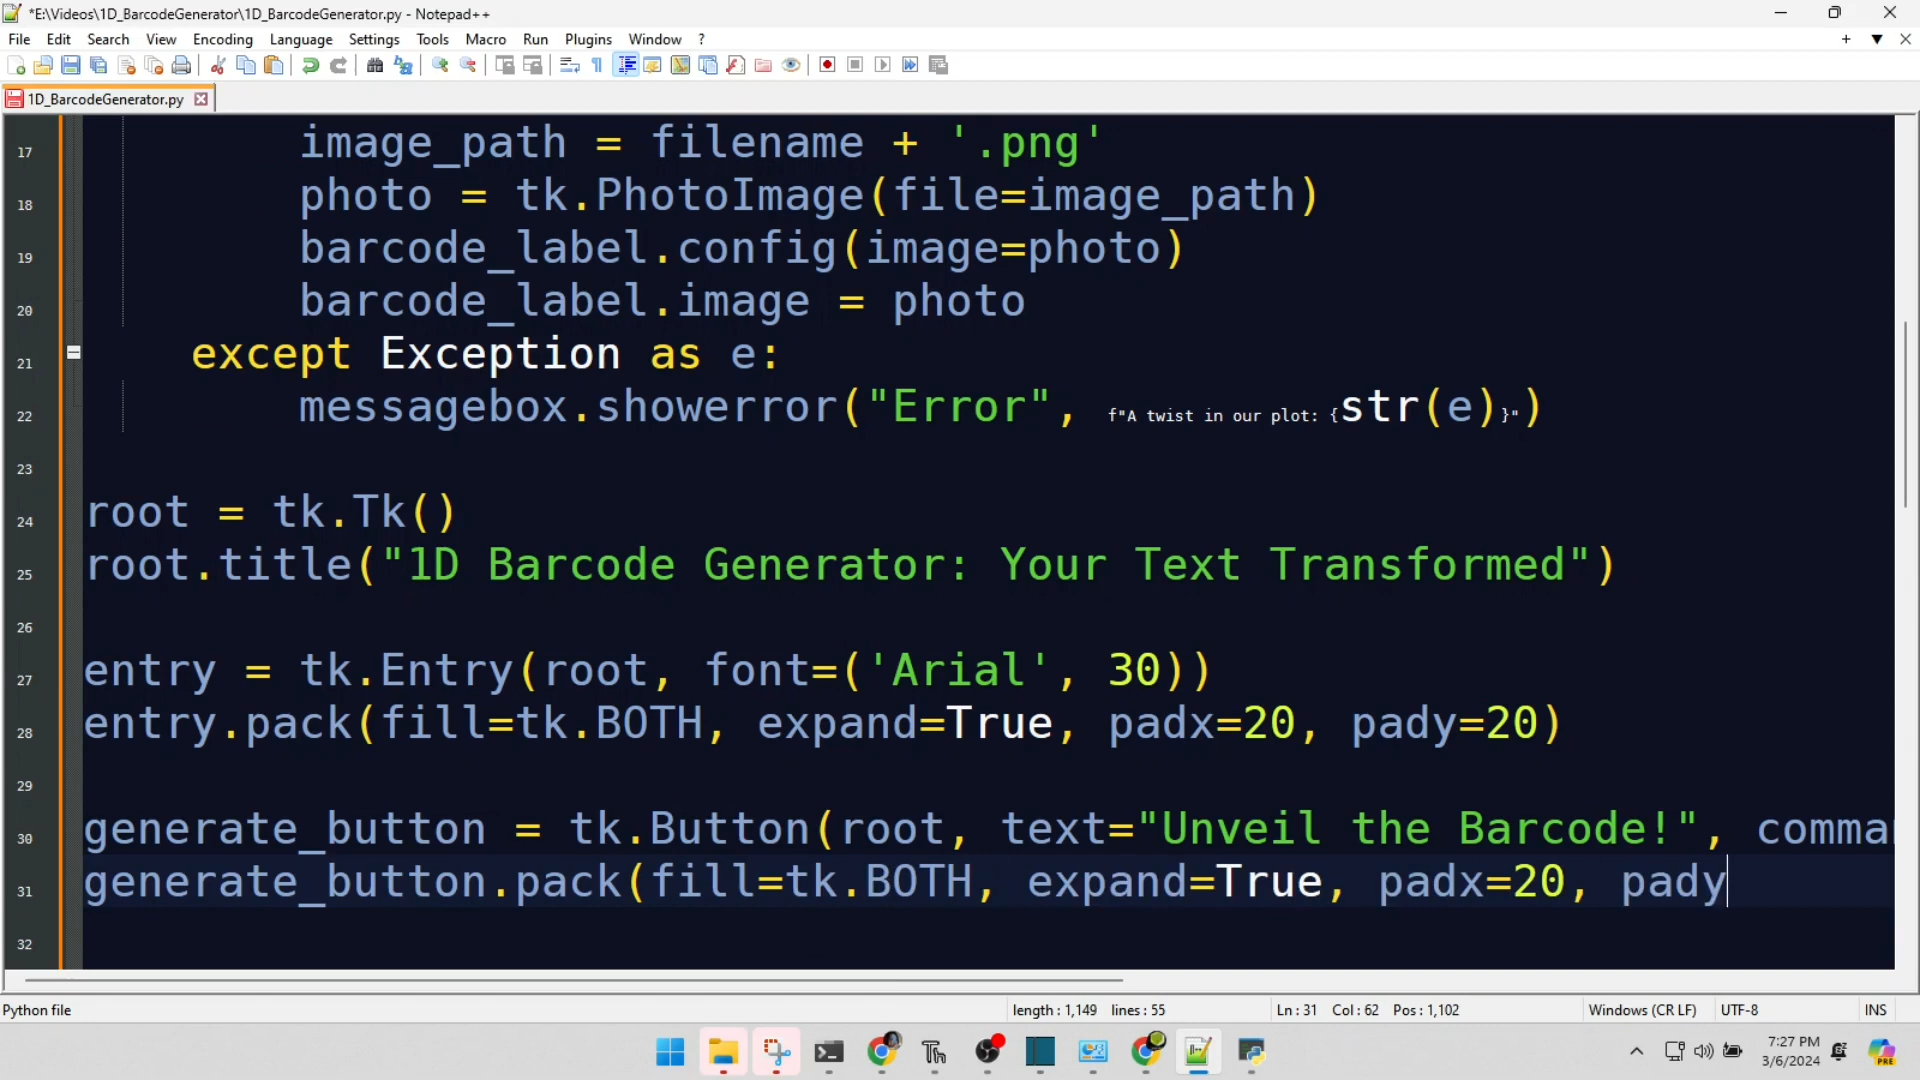 *E:\Videos\1D_BarcodeGenerator\1D_BarcodeGenerator.py - Notepad++
File Edit Search View Encoding Language Settings Tools Macro Run Plugins Window ?
1D_BarcodeGenerator.py
17 image_path = filename + '.png'
18 photo = tk.PhotoImage(file=image_path)
19 barcode_label.config(image=photo)
20 barcode_label.image = photo
21 except Exception as e:
22 messagebox.showerror("Error", f"A twist in our plot: {str(e)}")
23
24 root = tk.Tk()
25 root.title("1D Barcode Generator: Your Text Transformed")
26
27 entry = tk.Entry(root, font=('Arial', 30))
28 entry.pack(fill=tk.BOTH, expand=True, padx=20, pady=20)
29
30 generate_button = tk.Button(root, text="Unveil the Barcode!", comma
31 generate_button.pack(fill=tk.BOTH, expand=True, padx=20, pady
32
Python file length : 1,149 lines : 55 Ln : 31 Col : 62 Pos : 1,102 Windows (CR LF) UTF-8 INS
7:27 PM
3/6/2024
PRE